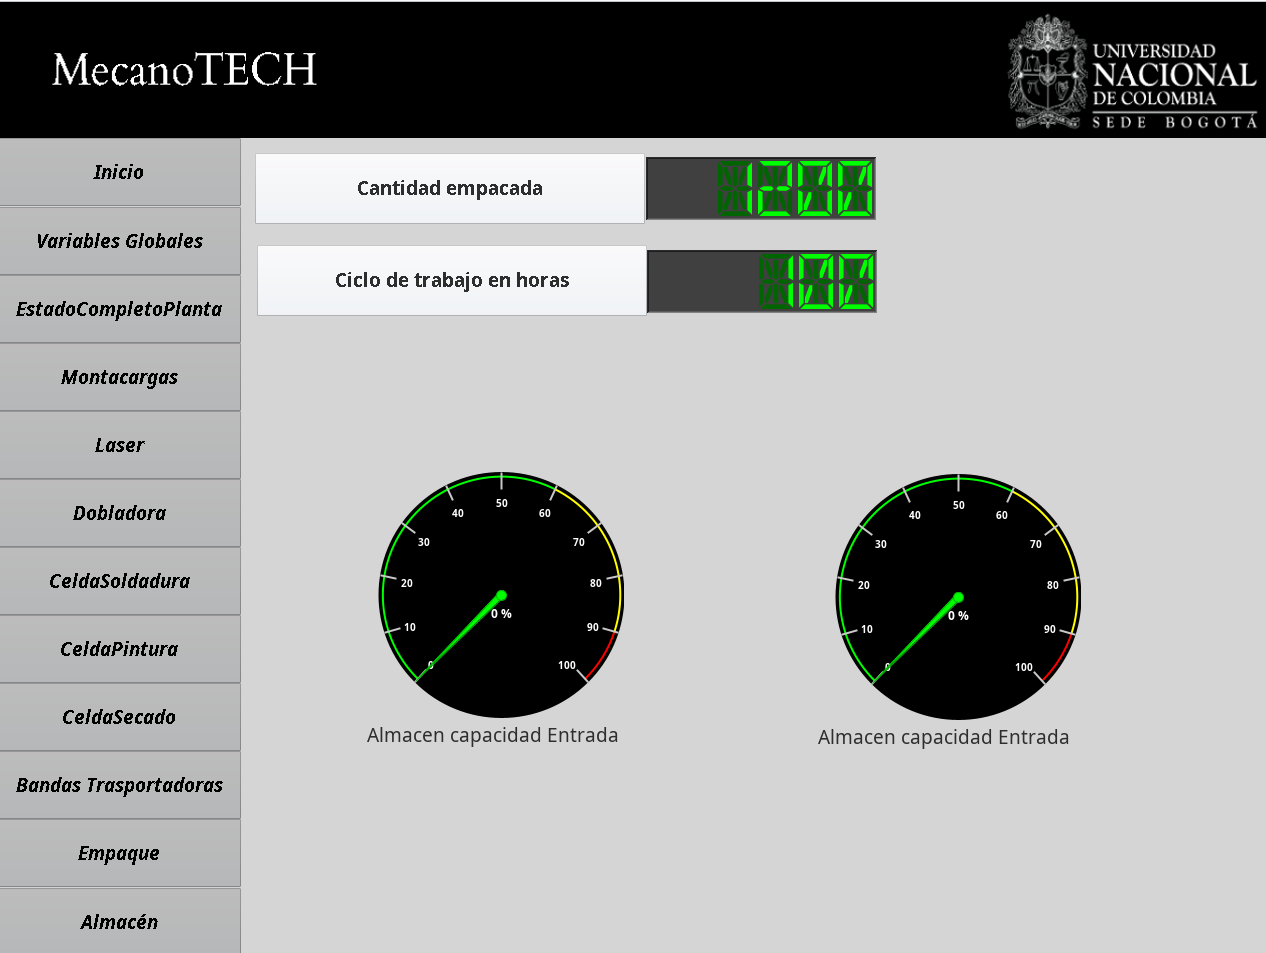 MecanoTECH
UNIVERSIDAD
NACIONAL
DE COLOMBIA
SEDE BOGOTÁ
Inicio
Variables Globales
EstadoCompletoPlanta
Montacargas
Laser
Dobladora
CeldaSoldadura
CeldaPintura
CeldaSecado
Bandas Trasportadoras
Empaque
Almacén
Cantidad empacada 1200
Ciclo de trabajo en horas 100
0 10 20 30 40 50 60 70 80 90 100
0 %
Almacen capacidad Entrada
0 10 20 30 40 50 60 70 80 90 100
0 %
Almacen capacidad Entrada